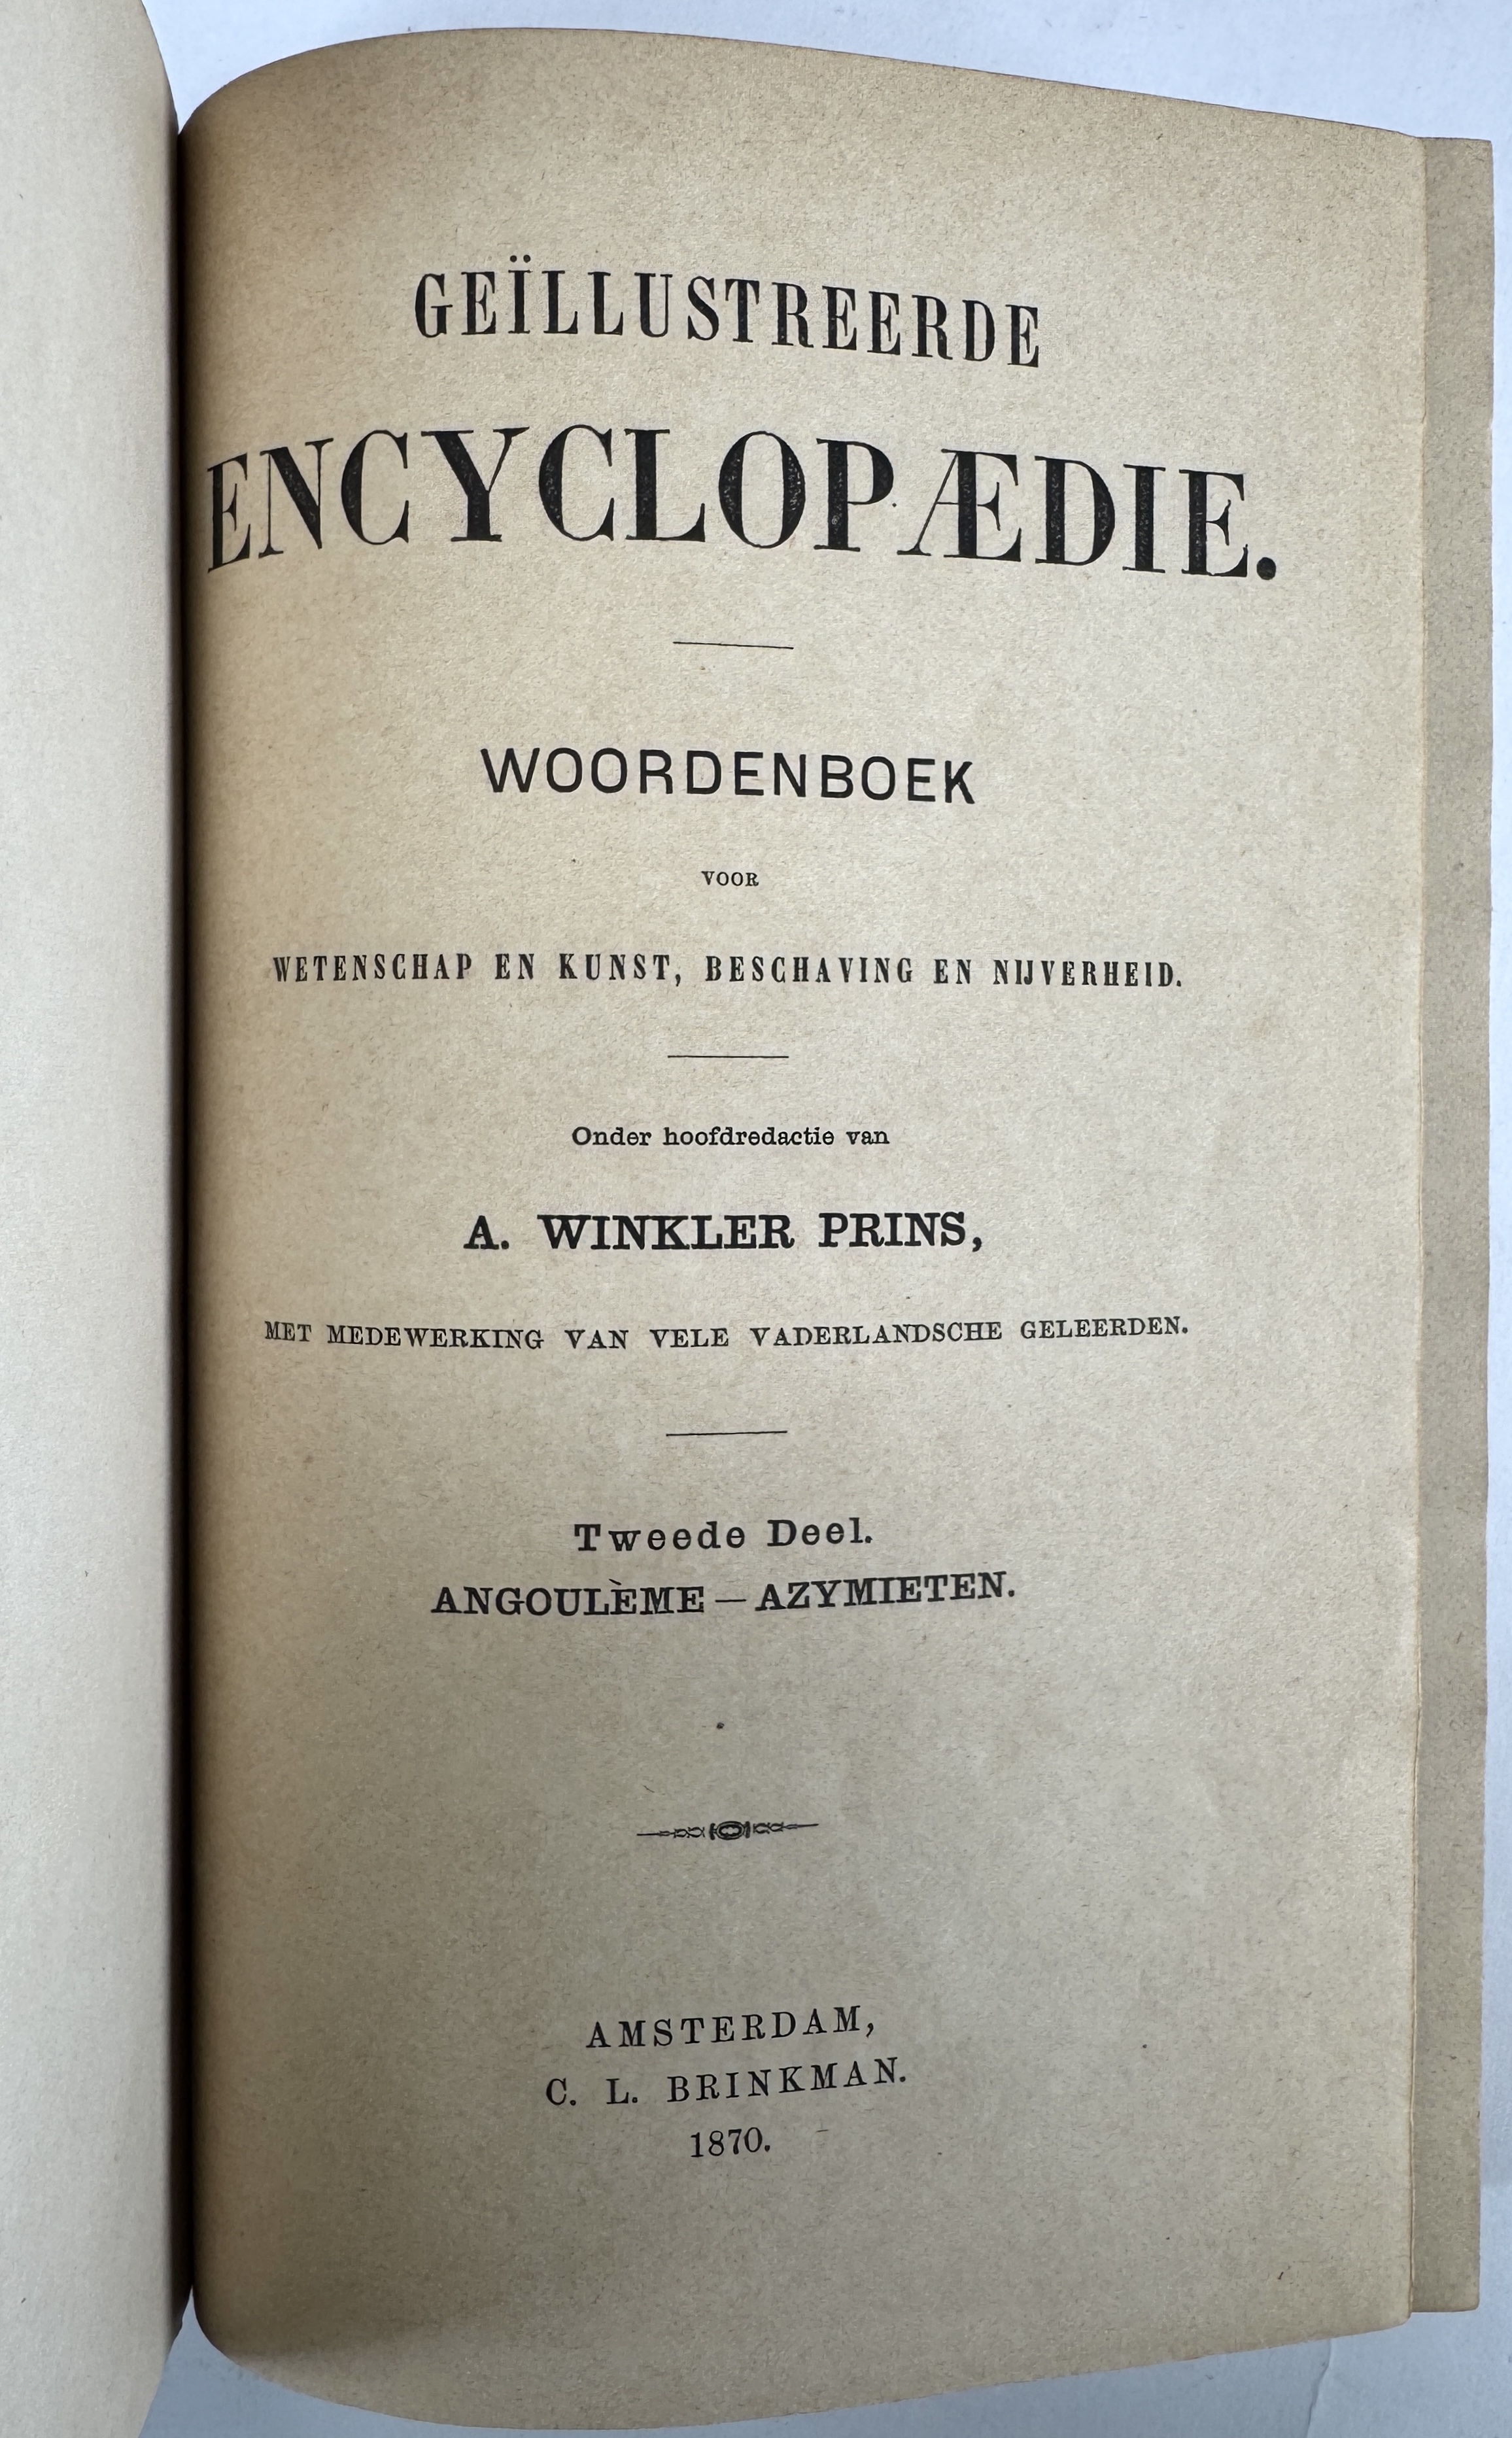 GEÏLLUSTREERDE
ENCYCLOPÆDIE.
WOORDENBOEK
VOOR
WETENSCHAP EN KUNST, BESCHAVING EN NIJVERHEID.
Onder hoofdredactie van
A. WINKLER PRINS,
MET MEDEWERKING VAN VELE VADERLANDSCHE GELEERDEN.
Tweede Deel.
ANGOULÈME — AZYMIETEN.
AMSTERDAM,
C. L. BRINKMAN.
1870.